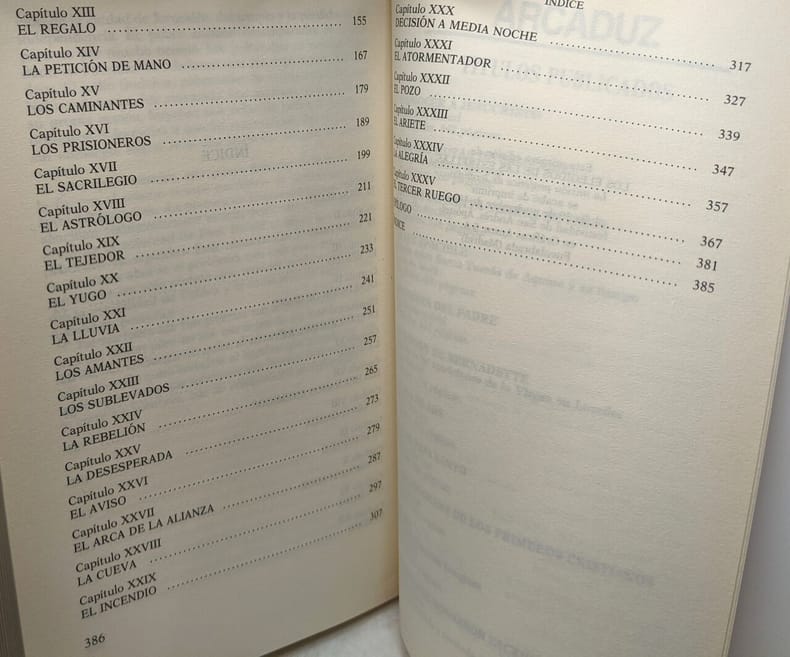 Capítulo XIII
EL REGALO ........ 155
Capítulo XIV
LA PETICIÓN DE MANO ........ 167
Capítulo XV
LOS CAMINANTES ........ 179
Capítulo XVI
LOS PRISIONEROS ........ 189
Capítulo XVII
EL SACRILEGIO ........ 199
Capítulo XVIII
EL ASTRÓLOGO ........ 211
Capítulo XIX
EL TEJEDOR ........ 221
Capítulo XX
EL YUGO ........ 233
Capítulo XXI
LA LLUVIA ........ 241
Capítulo XXII
LOS AMANTES ........ 251
Capítulo XXIII
LOS SUBLEVADOS ........ 257
Capítulo XXIV
LA REBELIÓN ........ 265
Capítulo XXV
LA DESESPERADA ........ 273
Capítulo XXVI
EL AVISO ........ 279
Capítulo XXVII
EL ARCA DE LA ALIANZA ........ 287
Capítulo XXVIII
LA CUEVA ........ 297
Capítulo XXIX
EL INCENDIO ........ 307
386
ÍNDICE
Capítulo XXX
DECISIÓN A MEDIA NOCHE ........ 317
Capítulo XXXI
EL ATORMENTADOR ........ 327
Capítulo XXXII
EL POZO ........ 339
Capítulo XXXIII
EL ARIETE ........ 347
Capítulo XXXIV
LA ALEGRÍA ........ 357
Capítulo XXXV
EL TERCER RUEGO ........ 367
PÍLOGO ........ 381
NDICE ........ 385